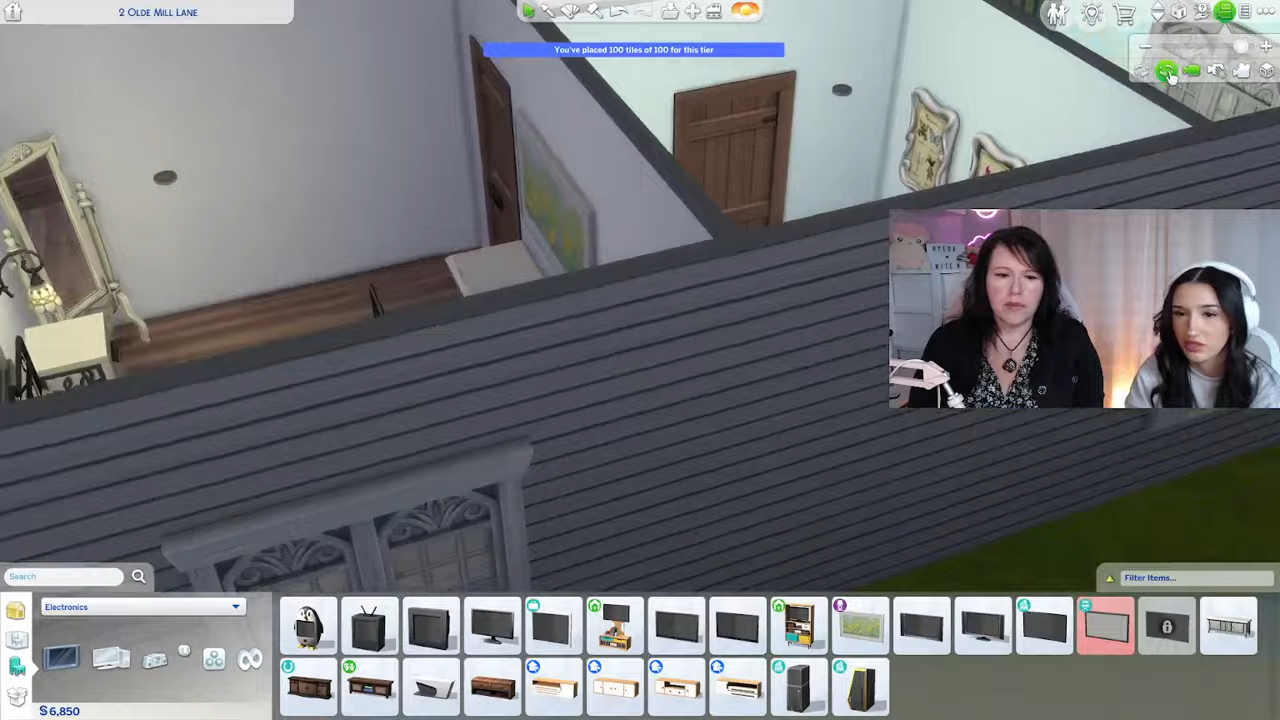 2 OLDE MILL LANE
You've placed 100 tiles of 100 for this tier
Search
Filter Items...
Electronics
§6,850